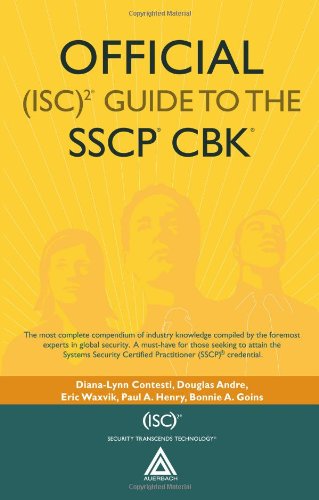 OFFICIAL
(ISC)²® GUIDE TO THE
SSCP® CBK®
The most complete compendium of industry knowledge compiled by the foremost
experts in global security. A must-have for those seeking to attain the
Systems Security Certified Practitioner (SSCP)® credential.
Diana-Lynn Contesti, Douglas Andre,
Eric Waxvik, Paul A. Henry, Bonnie A. Goins
(ISC)²®
SECURITY TRANSCENDS TECHNOLOGY®
AUERBACH
Copyrighted Material